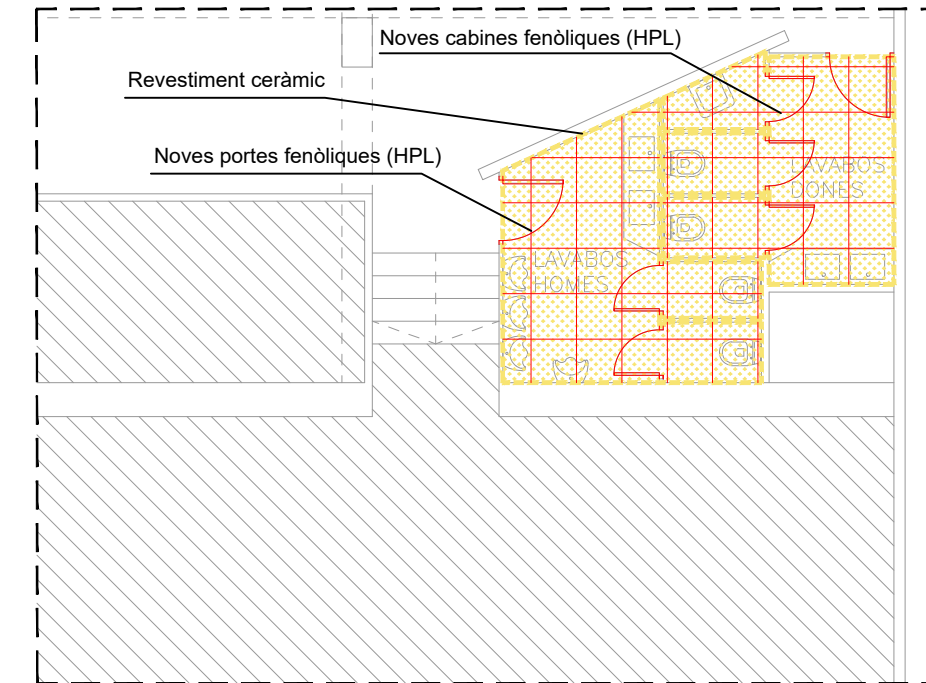 Noves cabines fenòliques (HPL)
Revestiment ceràmic
Noves portes fenòliques (HPL)
LAVABOS
DONES
LAVABOS
HOMES